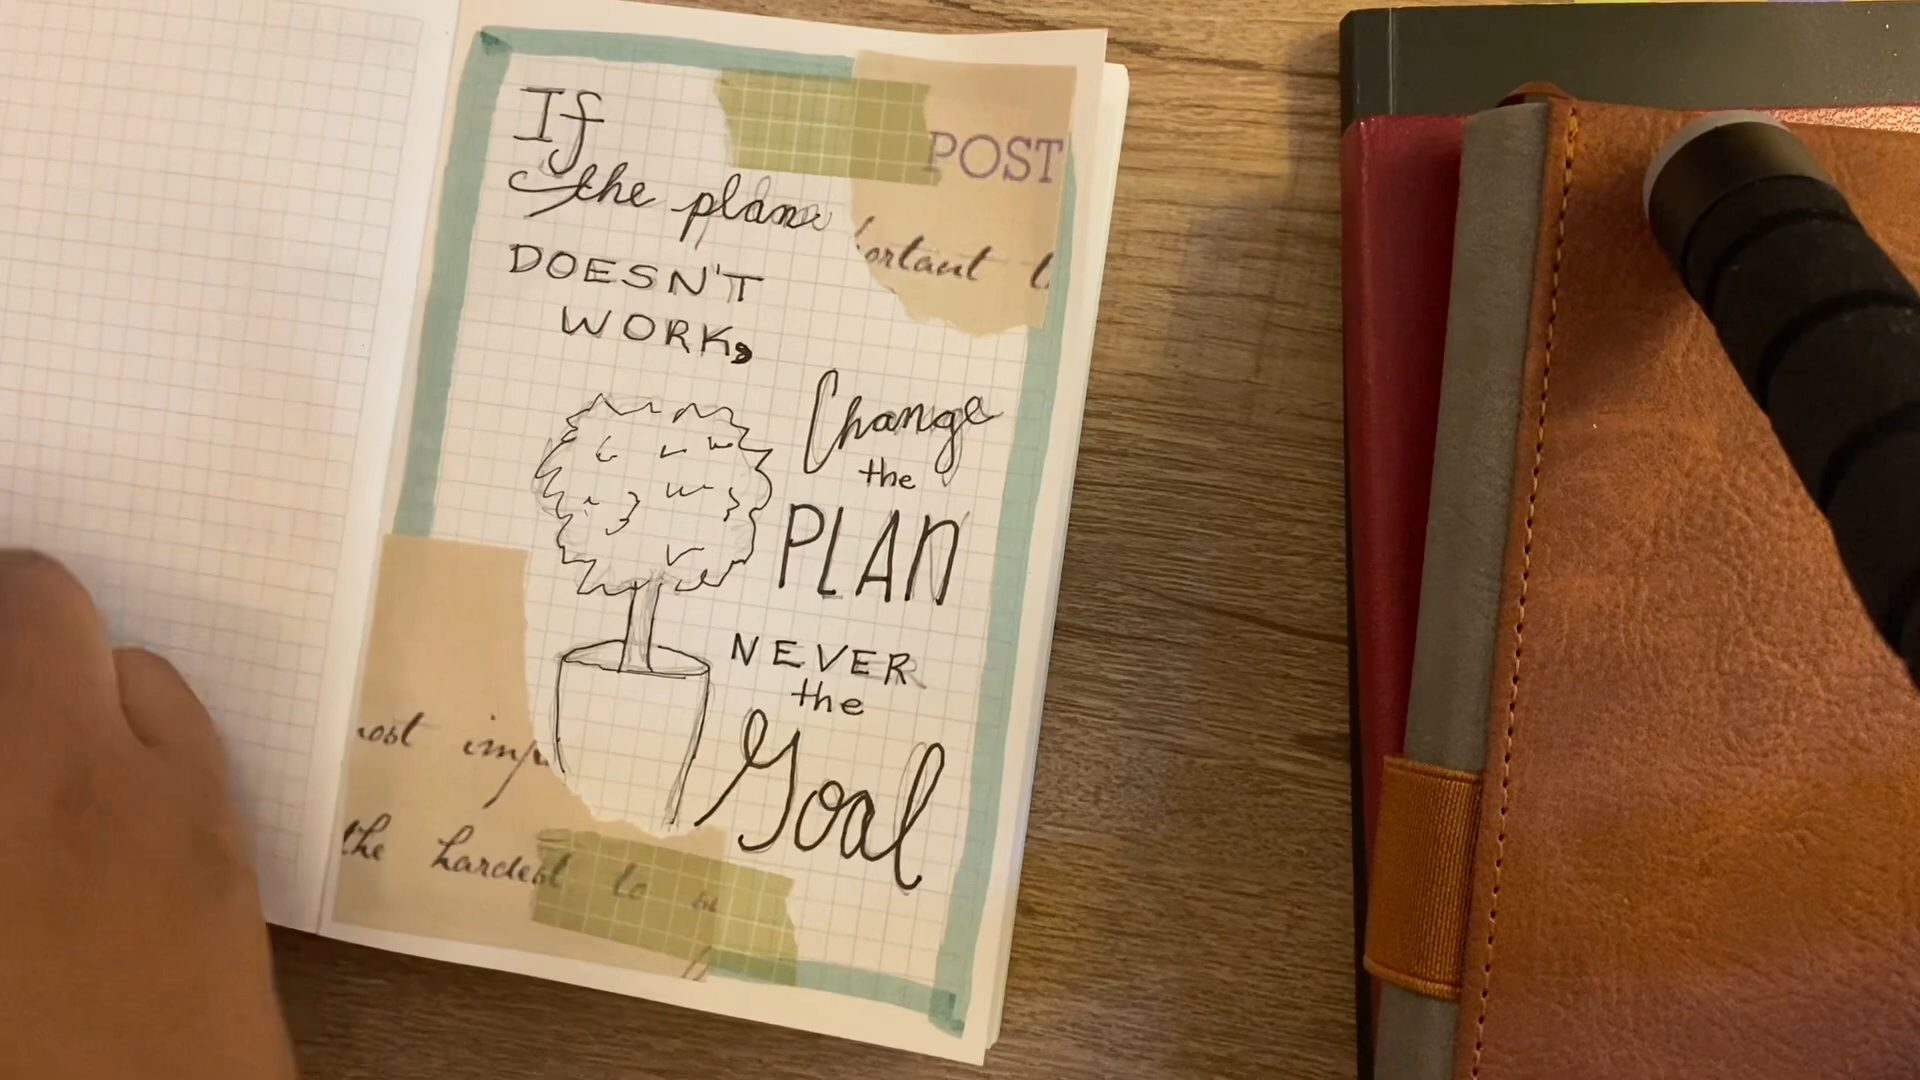 If
the plan
DOESN'T
WORK,
Change
the
PLAN
NEVER
the
Goal
POST
ortant t
ost imp
the hardest to